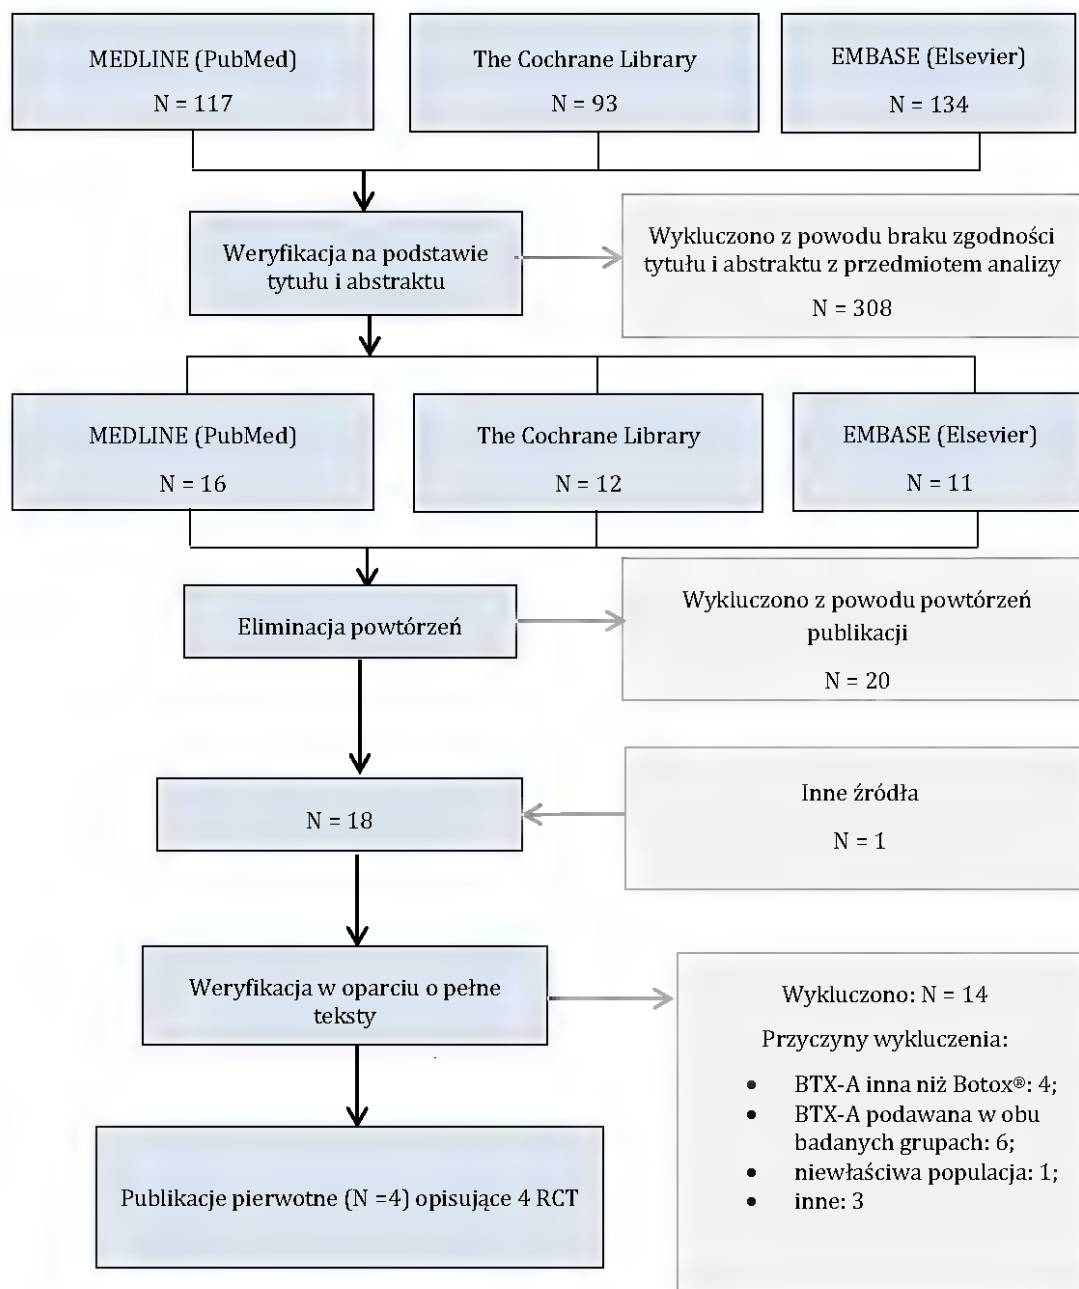 MEDLINE (PubMed)
N = 117
The Cochrane Library
N = 93
EMBASE (Elsevier)
N = 134
Weryfikacja na podstawie
tytułu i abstraktu
Wykluczono z powodu braku zgodności
tytułu i abstraktu z przedmiotem analizy
N = 308
MEDLINE (PubMed)
N = 16
The Cochrane Library
N = 12
EMBASE (Elsevier)
N = 11
Eliminacja powtórzeń
Wykluczono z powodu powtórzeń
publikacji
N = 20
N = 18
Inne źródła
N = 1
Weryfikacja w oparciu o pełne
teksty
Wykluczono: N = 14
Przyczyny wykluczenia:
• BTX-A inna niż Botox®: 4;
• BTX-A podawana w obu
badanych grupach: 6;
• niewłaściwa populacja: 1;
• inne: 3
Publikacje pierwotne (N =4) opisujące 4 RCT